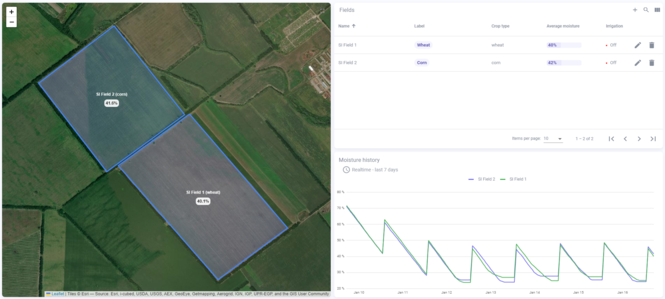 +
−
SI Field 2 (corn)
41.6%
SI Field 1 (wheat)
40.1%
Leaflet | Tiles © Esri — Source: Esri, i-cubed, USDA, USGS, AEX, GeoEye, Getmapping, Aerogrid, IGN, IGP, UPR-EGP, and the GIS User Community
Fields
Name ↑ Label Crop type Average moisture Irrigation
SI Field 1 Wheat wheat Off
SI Field 2 Corn corn Off
Items per page: 10 1 – 2 of 2
Moisture history
Realtime - last 7 days
SI Field 2 SI Field 1
80 %
70 %
60 %
50 %
40 %
30 %
20 %
Jan 10 Jan 11 Jan 12 Jan 13 Jan 14 Jan 15 Jan 16